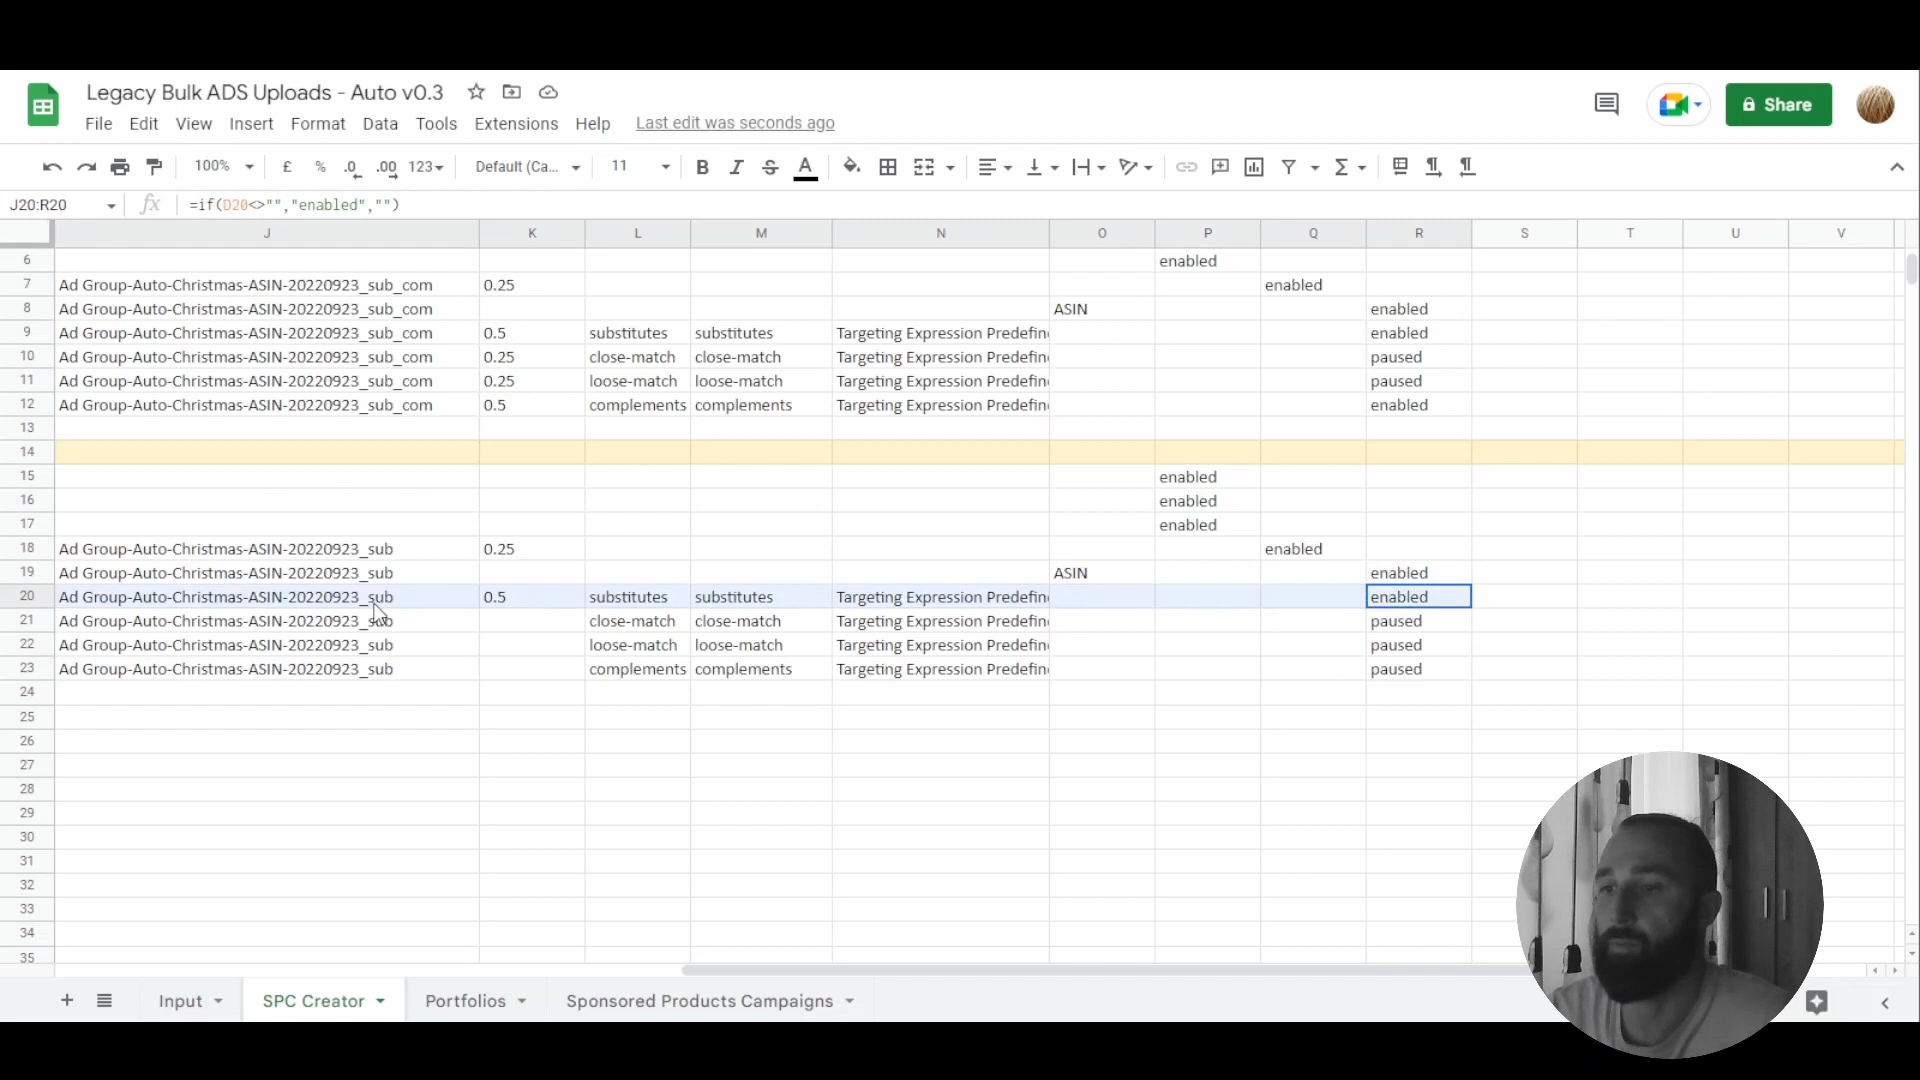 Legacy Bulk ADS Uploads - Auto v0.3
Share
File Edit View Insert Format Data Tools Extensions Help Last edit was seconds ago
100% £ % .0 .00 123 Default (Ca... 11 B I S A
J20:R20 fx =if(D20<>"","enabled","")
J K L M N O P Q R S T U V
6 enabled
7 Ad Group-Auto-Christmas-ASIN-20220923_sub_com 0.25 enabled
8 Ad Group-Auto-Christmas-ASIN-20220923_sub_com ASIN enabled
9 Ad Group-Auto-Christmas-ASIN-20220923_sub_com 0.5 substitutes substitutes Targeting Expression Predefin enabled
10 Ad Group-Auto-Christmas-ASIN-20220923_sub_com 0.25 close-match close-match Targeting Expression Predefin paused
11 Ad Group-Auto-Christmas-ASIN-20220923_sub_com 0.25 loose-match loose-match Targeting Expression Predefin paused
12 Ad Group-Auto-Christmas-ASIN-20220923_sub_com 0.5 complements complements Targeting Expression Predefin enabled
13
14
15 enabled
16 enabled
17 enabled
18 Ad Group-Auto-Christmas-ASIN-20220923_sub 0.25 enabled
19 Ad Group-Auto-Christmas-ASIN-20220923_sub ASIN enabled
20 Ad Group-Auto-Christmas-ASIN-20220923_sub 0.5 substitutes substitutes Targeting Expression Predefin enabled
21 Ad Group-Auto-Christmas-ASIN-20220923_sub close-match close-match Targeting Expression Predefin paused
22 Ad Group-Auto-Christmas-ASIN-20220923_sub loose-match loose-match Targeting Expression Predefin paused
23 Ad Group-Auto-Christmas-ASIN-20220923_sub complements complements Targeting Expression Predefin paused
24
25
26
27
28
29
30
31
32
33
34
35
Input SPC Creator Portfolios Sponsored Products Campaigns